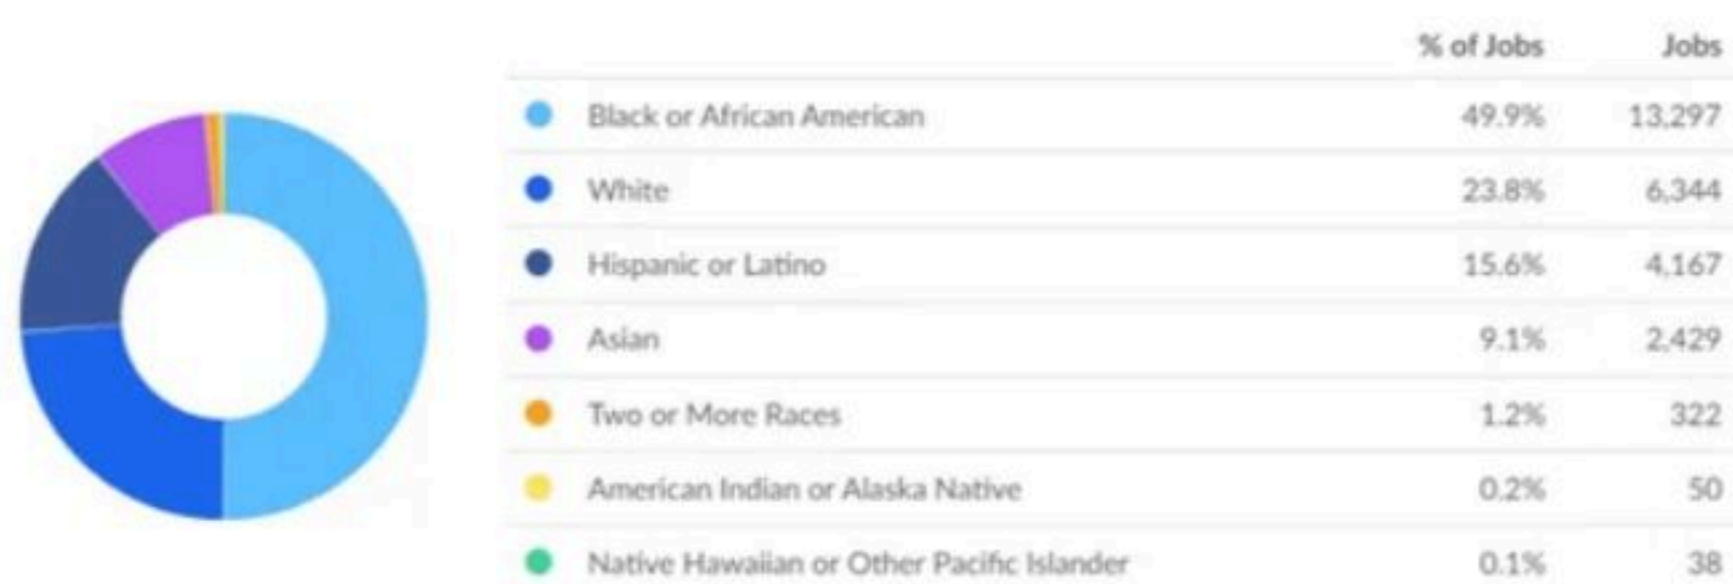 % of Jobs Jobs
Black or African American 49.9% 13,297
White 23.8% 6,344
Hispanic or Latino 15.6% 4,167
Asian 9.1% 2,429
Two or More Races 1.2% 322
American Indian or Alaska Native 0.2% 50
Native Hawaiian or Other Pacific Islander 0.1% 38